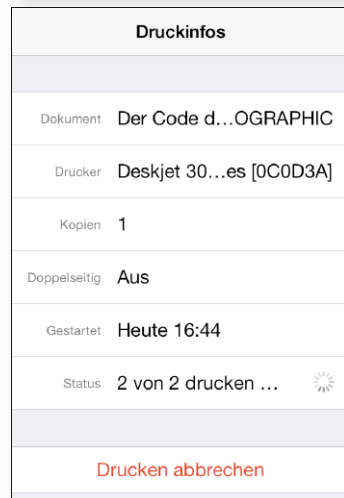 Druckinfos
Dokument Der Code d...OGRAPHIC
Drucker Deskjet 30...es [0C0D3A]
Kopien 1
Doppelseitig Aus
Gestartet Heute 16:44
Status 2 von 2 drucken ...
Drucken abbrechen